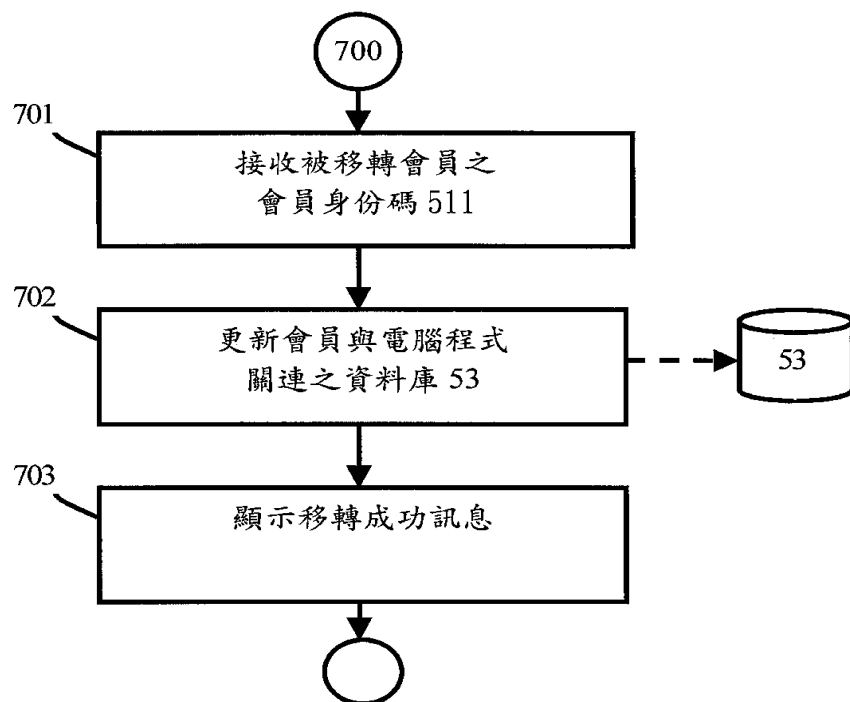 700
701
接收被移轉會員之
會員身份碼 511
702
更新會員與電腦程式
關連之資料庫 53
53
703
顯示移轉成功訊息